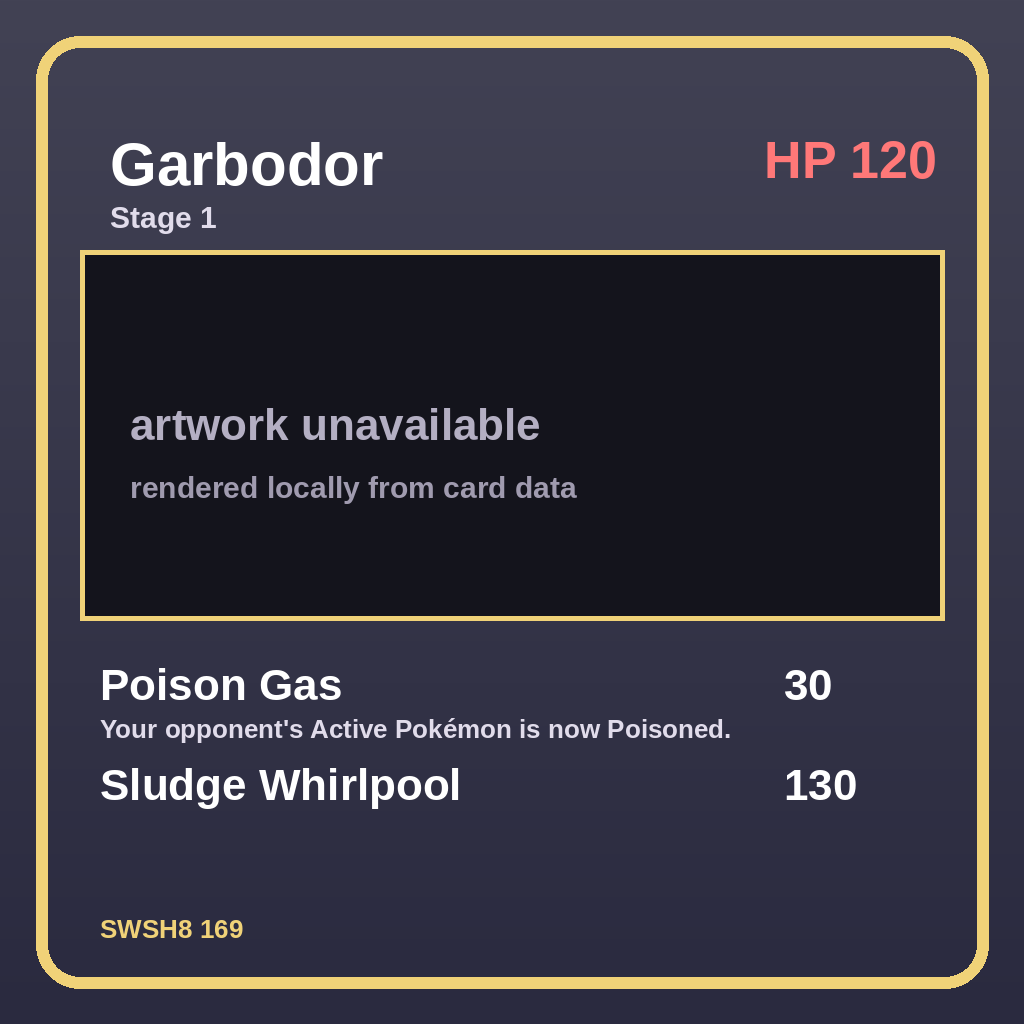 Garbodor
HP 120
Stage 1
artwork unavailable
rendered locally from card data
Poison Gas 30
Your opponent's Active Pokémon is now Poisoned.
Sludge Whirlpool 130
SWSH8 169